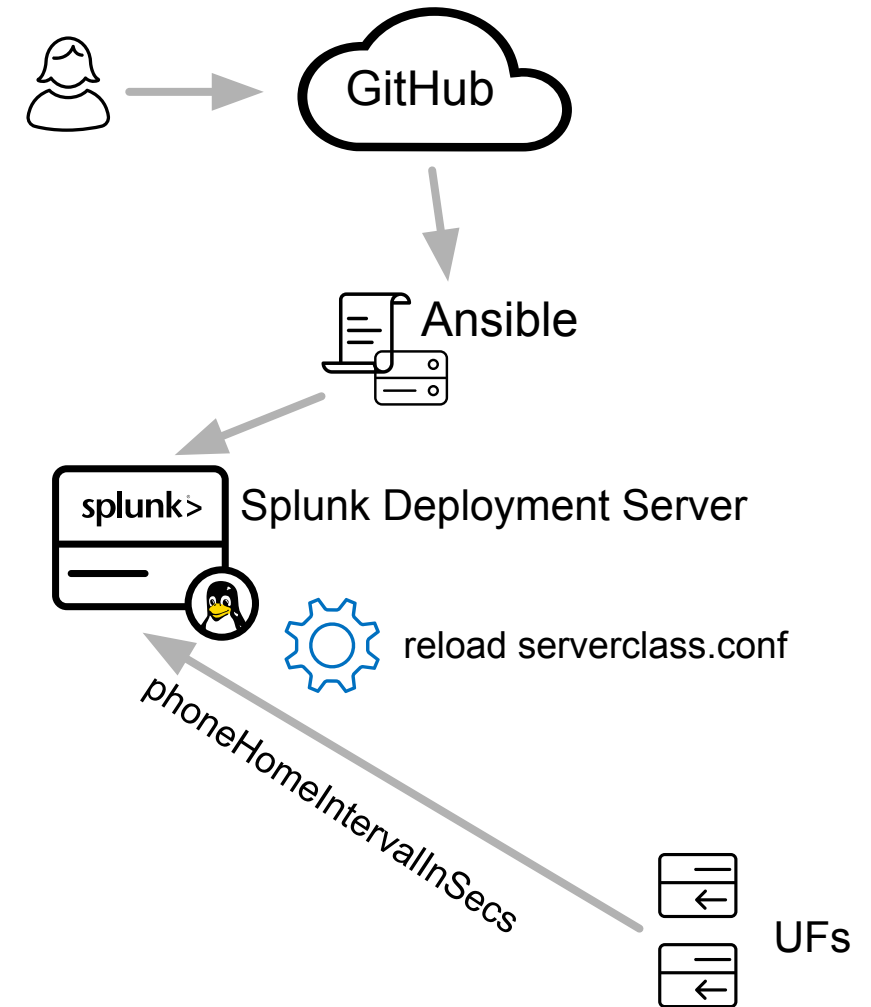 GitHub
Ansible
splunk>
Splunk Deployment Server
reload serverclass.conf
phoneHomeIntervalInSecs
UFs